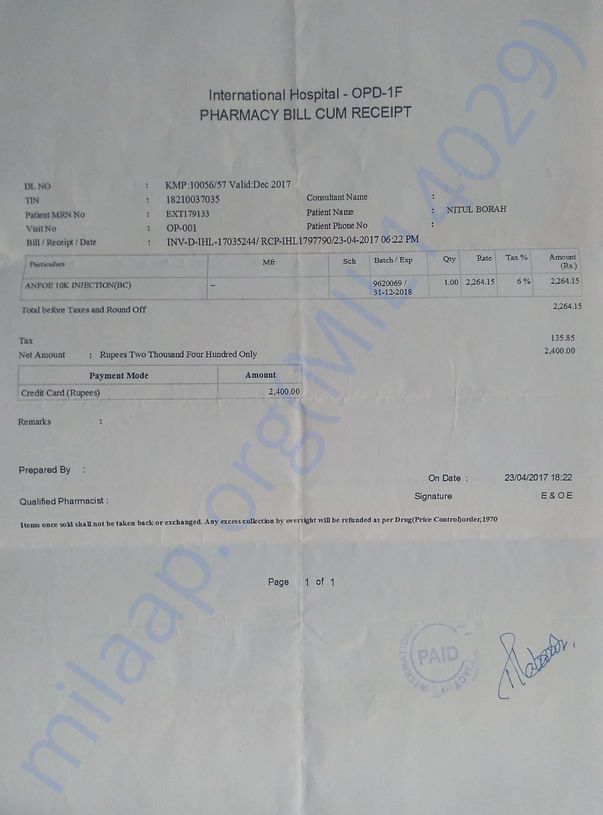 International Hospital - OPD-1F
PHARMACY BILL CUM RECEIPT
DL NO : KMP:10056/57 Valid:Dec 2017
TIN : 18210037035 Consultant Name :
Patient MRN No : EXT179133 Patient Name : NITUL BORAH
Visit No : OP-001 Patient Phone No :
Bill / Receipt / Date : INV-D-IHL-17035244/ RCP-IHL1797790/23-04-2017 06:22 PM
Particulars Mfr Sch Batch / Exp Qty Rate Tax % Amount (Rs.)
ANFOE 10K INJECTION(BC) -- 9620069 / 1.00 2,264.15 6 % 2,264.15
31-12-2018
Total before Taxes and Round Off 2,264.15
Tax 135.85
Net Amount : Rupees Two Thousand Four Hundred Only 2,400.00
Payment Mode Amount
Credit Card (Rupees) 2,400.00
Remarks :
Prepared By :
On Date : 23/04/2017 18:22
Qualified Pharmacist : Signature E & O E
Items once sold shall not be taken back or exchanged. Any excess collection by oversight will be refunded as per Drug(Price Control)order,1970
Page 1 of 1
PAID
milaap.org(MIL14029)